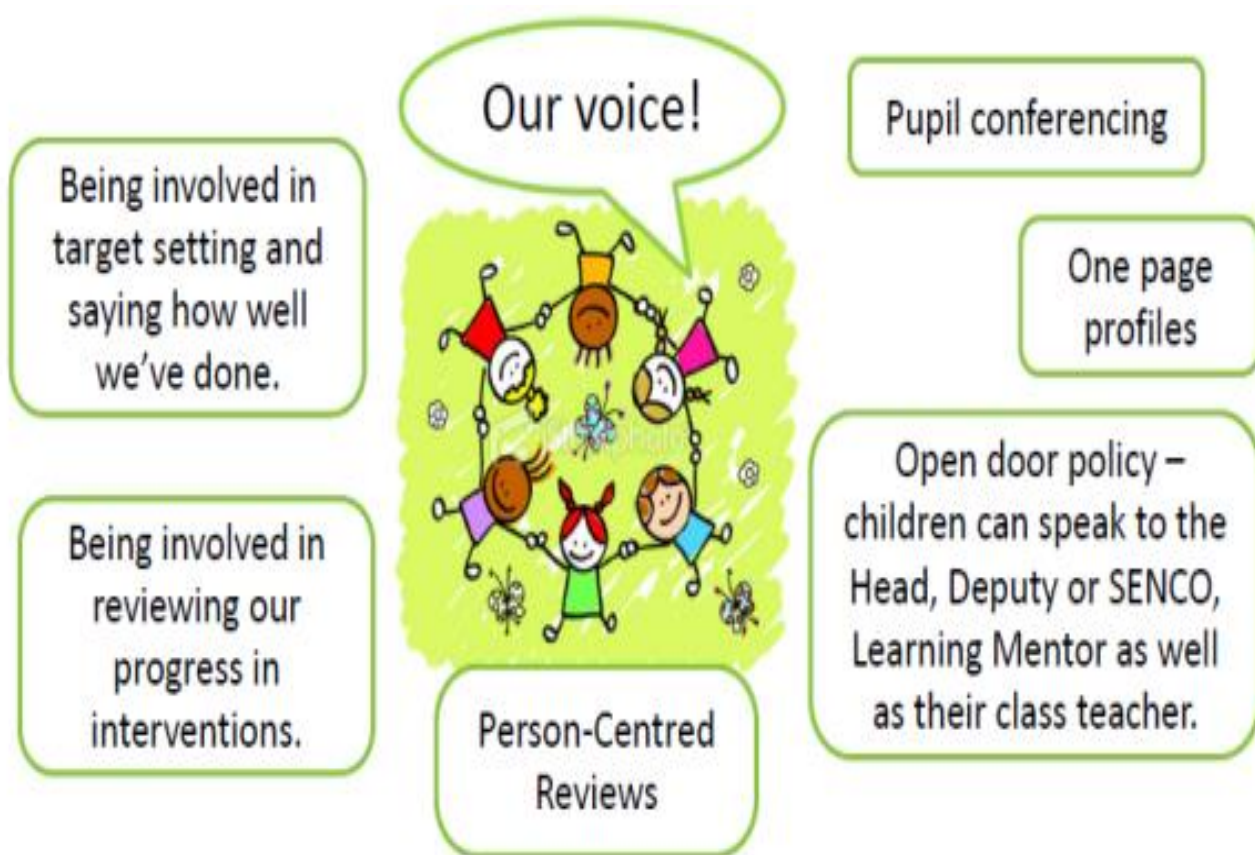 Our voice!
Being involved in
target setting and
saying how well
we've done.
Being involved in
reviewing our
progress in
interventions.
Person-Centred
Reviews
Pupil conferencing
One page
profiles
Open door policy –
children can speak to the
Head, Deputy or SENCO,
Learning Mentor as well
as their class teacher.